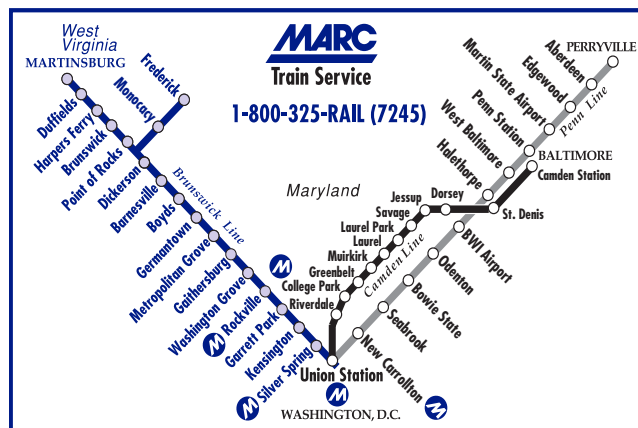 West
Virginia
MARTINSBURG
MARC
Train Service
1-800-325-RAIL (7245)
PERRYVILLE
Aberdeen
Edgewood
Martin State Airport
Penn Station
West Baltimore
Halethorpe
Penn Line
BALTIMORE
Camden Station
Frederick
Monocacy
Duffields
Harpers Ferry
Brunswick
Point of Rocks
Dickerson
Barnesville
Boyds
Germantown
Metropolitan Grove
Gaithersburg
Washington Grove
Rockville
Garrett Park
Kensington
Silver Spring
Brunswick Line
Maryland
Jessup
Dorsey
St. Denis
Savage
Laurel Park
Laurel
Muirkirk
Greenbelt
College Park
Riverdale
Camden Line
BWI Airport
Odenton
Bowie State
Seabrook
New Carrollton
Union Station
WASHINGTON, D.C.
M
M
M
M
M